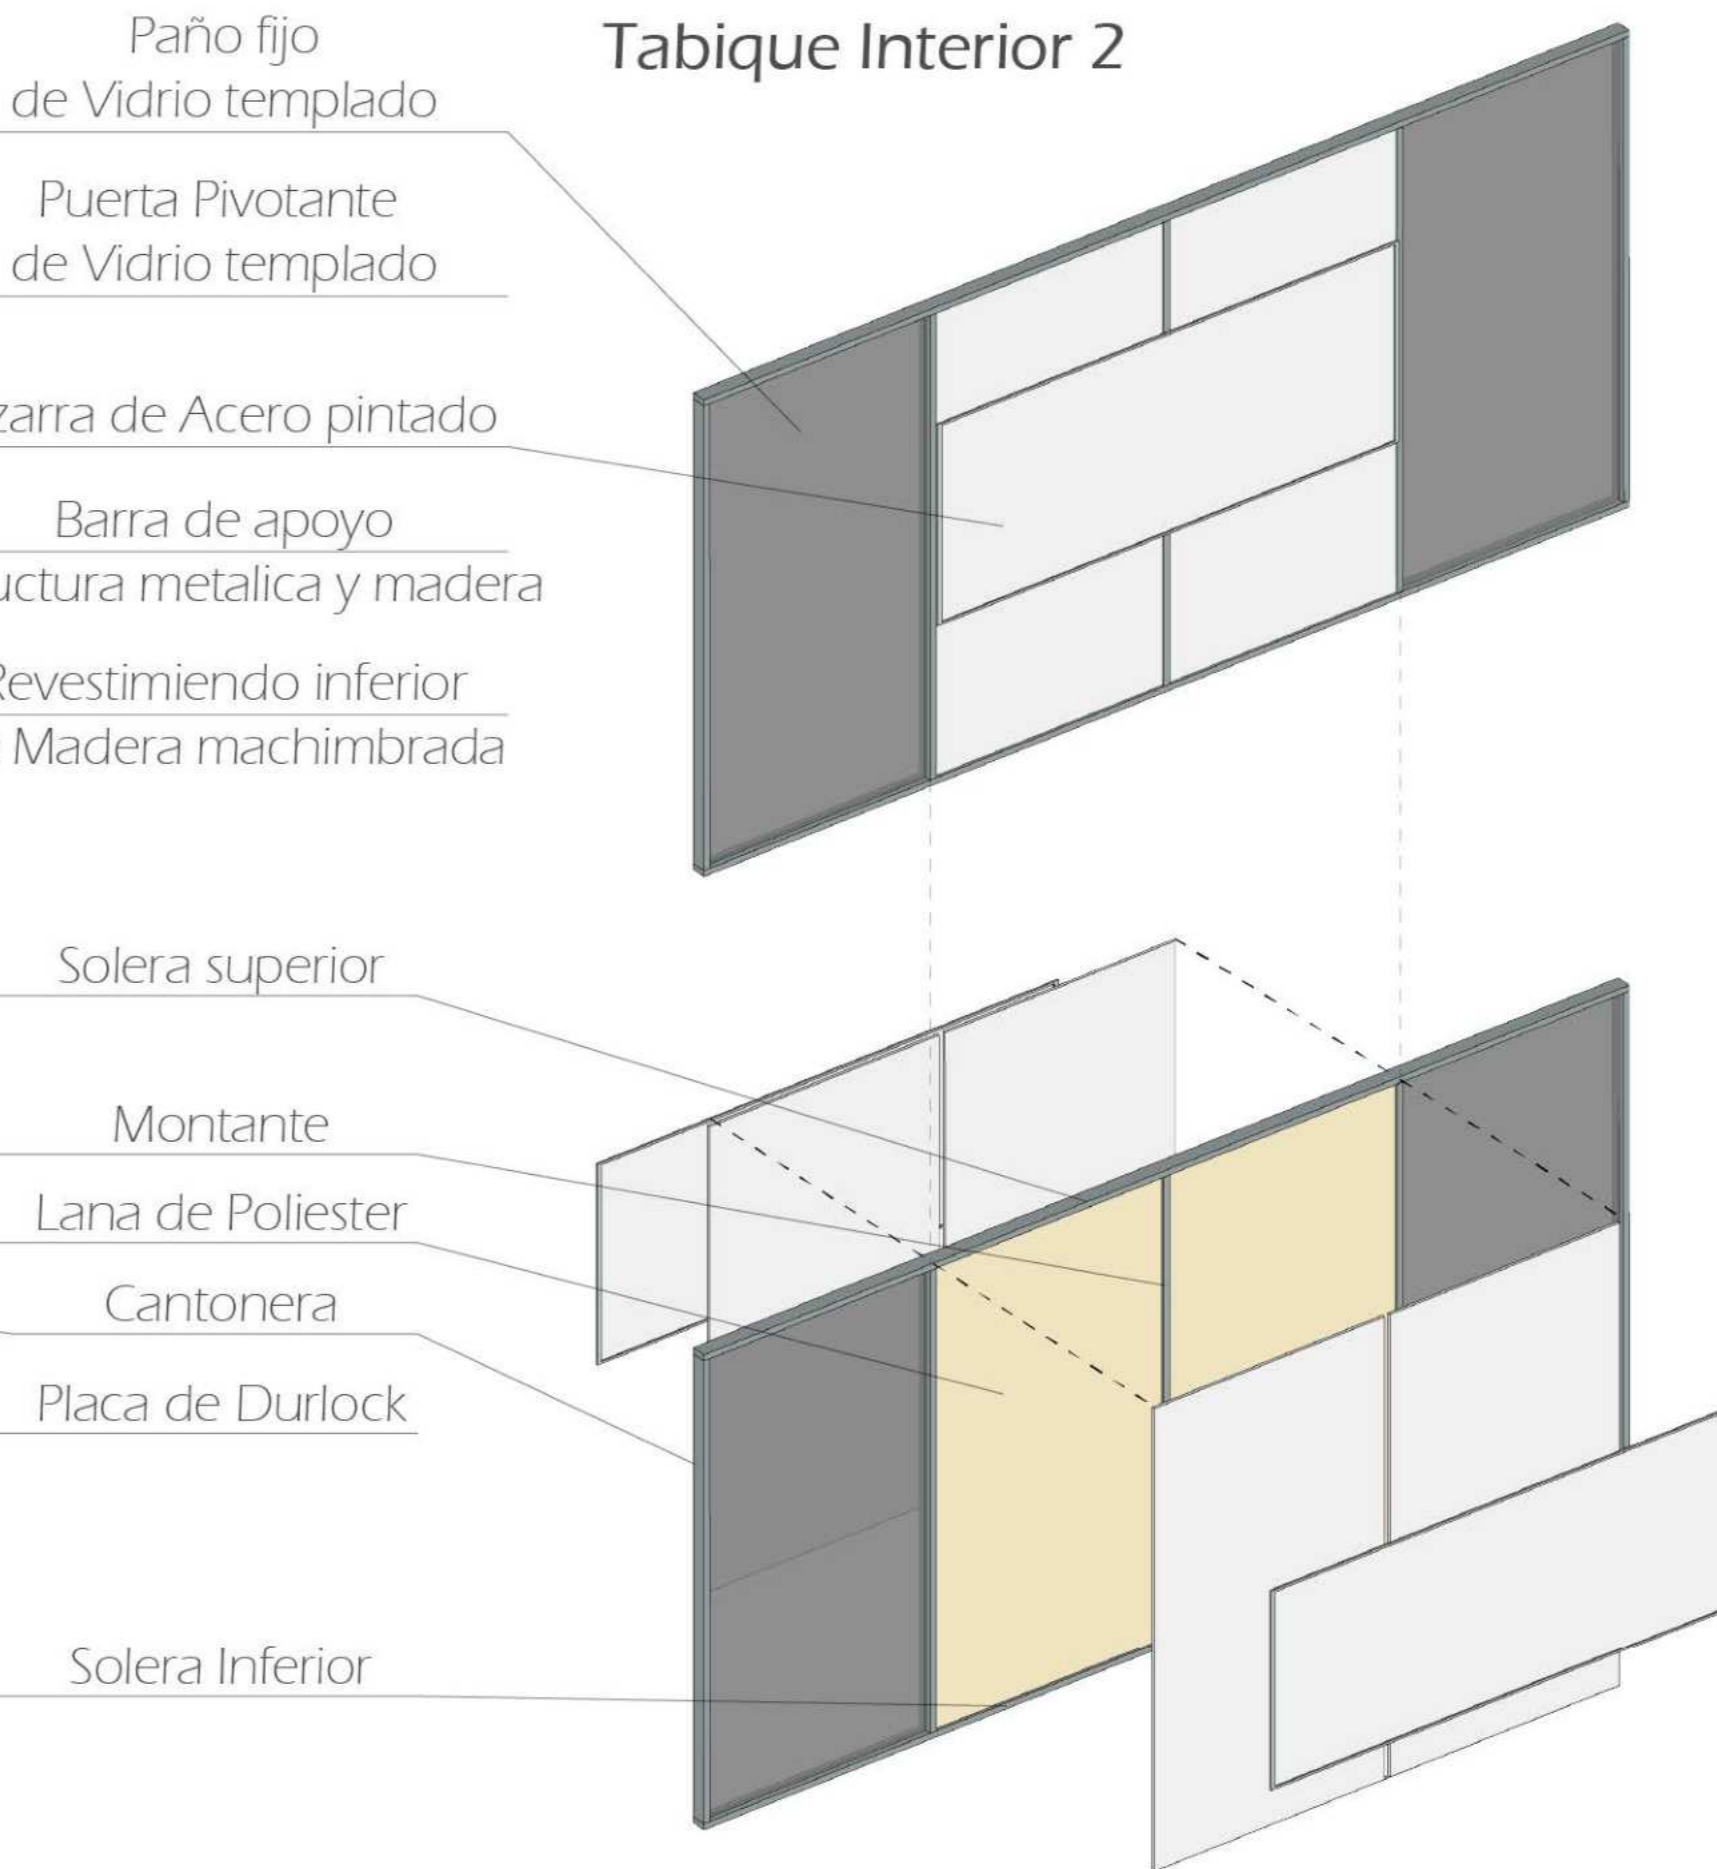 Paño fijo
Tabique Interior 2
de Vidrio templado
Puerta Pivotante
de Vidrio templado
zarra de Acero pintado
Barra de apoyo
uctura metalica y madera
Revestimiendo inferior
Madera machimbrada
Solera superior
Montante
Lana de Poliester
Cantonera
Placa de Durlock
Solera Inferior